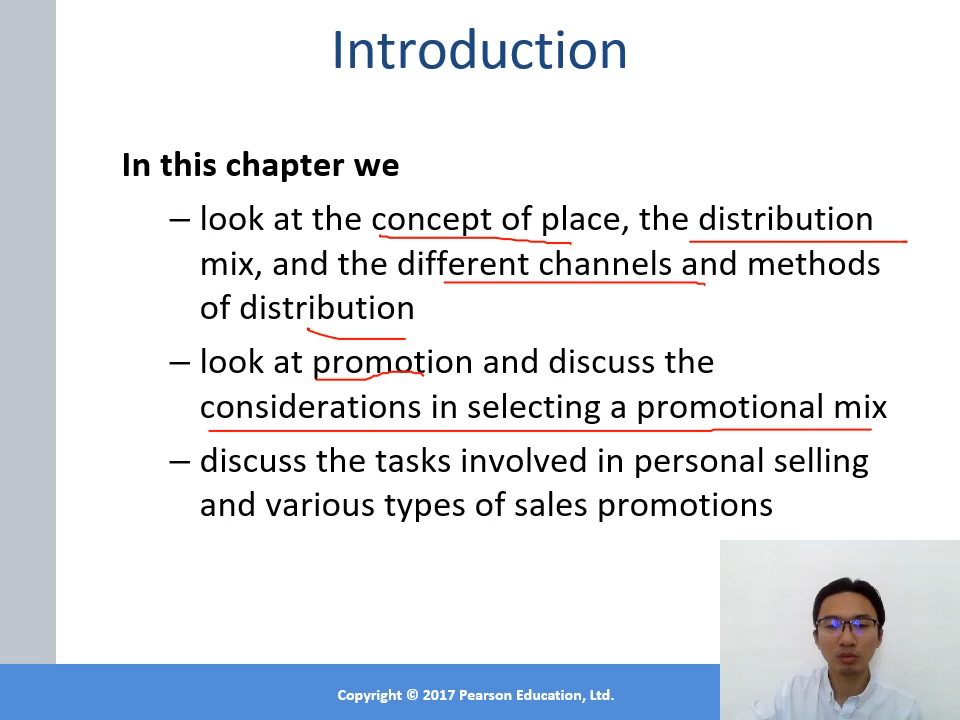 Introduction
In this chapter we
– look at the concept of place, the distribution
mix, and the different channels and methods
of distribution
– look at promotion and discuss the
considerations in selecting a promotional mix
– discuss the tasks involved in personal selling
and various types of sales promotions
Copyright © 2017 Pearson Education, Ltd.